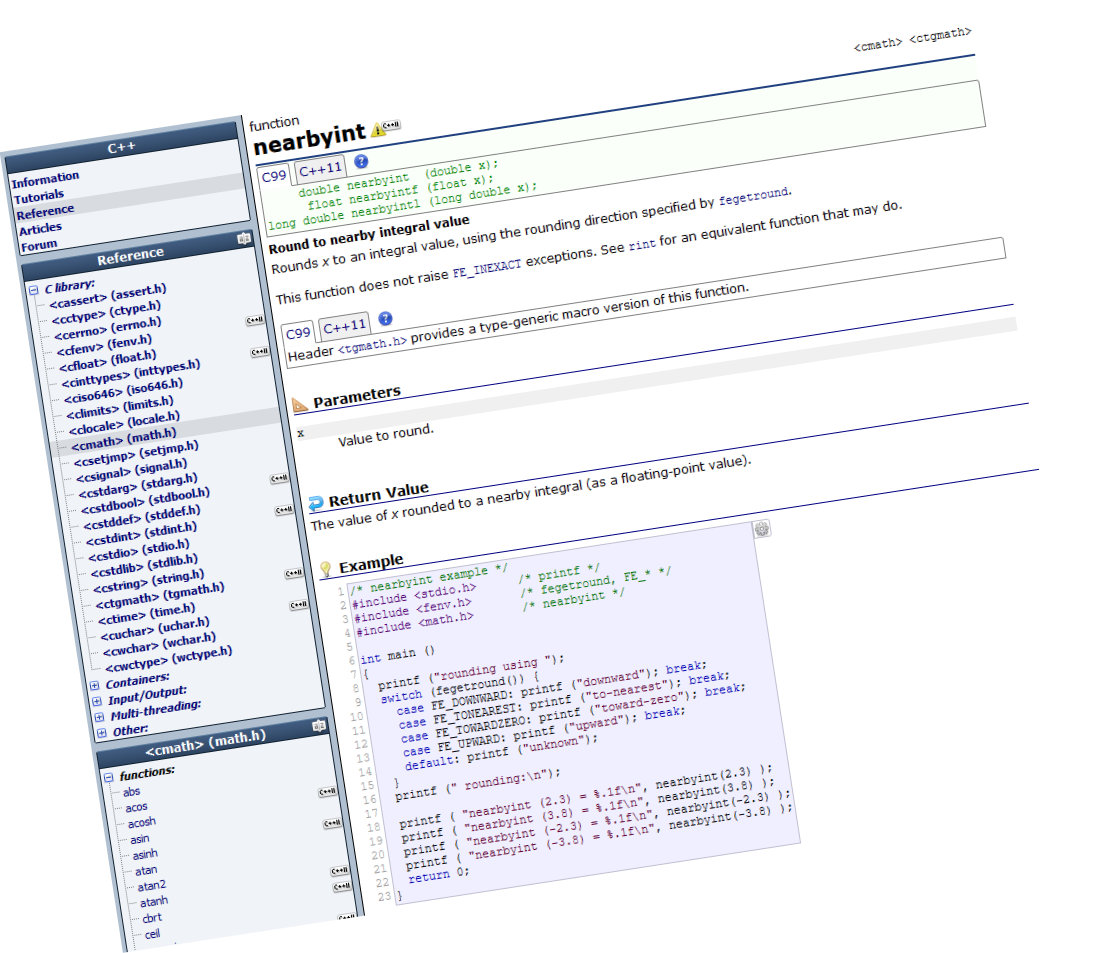 <cmath> <ctgmath>
function
nearbyint
C++11
C99
C++11
?
double nearbyint  (double x);
float nearbyintf (float x);
long double nearbyintl (long double x);
Round to nearby integral value
Rounds x to an integral value, using the rounding direction specified by fegetround.
This function does not raise FE_INEXACT exceptions. See rint for an equivalent function that may do.
C99
C++11
?
Header <tgmath.h> provides a type-generic macro version of this function.
Parameters
x
Value to round.
Return Value
The value of x rounded to a nearby integral (as a floating-point value).
Example
1 /* nearbyint example */
2 #include <stdio.h>      /* printf */
3 #include <fenv.h>       /* fegetround, FE_* */
4 #include <math.h>       /* nearbyint */
5
6 int main ()
7 {
8   printf ("rounding using ");
9   switch (fegetround()) {
10     case FE_DOWNWARD: printf ("downward"); break;
11     case FE_TONEAREST: printf ("to-nearest"); break;
12     case FE_TOWARDZERO: printf ("toward-zero"); break;
13     case FE_UPWARD: printf ("upward"); break;
14     default: printf ("unknown");
15   }
16   printf (" rounding:\n");
17
18   printf ( "nearbyint (2.3) = %.1f\n", nearbyint(2.3) );
19   printf ( "nearbyint (3.8) = %.1f\n", nearbyint(3.8) );
20   printf ( "nearbyint (-2.3) = %.1f\n", nearbyint(-2.3) );
21   printf ( "nearbyint (-3.8) = %.1f\n", nearbyint(-3.8) );
22   return 0;
23 }
C++
Information
Tutorials
Reference
Articles
Forum
Reference
C library:
<cassert> (assert.h)
<cctype> (ctype.h)
<cerrno> (errno.h)
<cfenv> (fenv.h)
C++11
<cfloat> (float.h)
<cinttypes> (inttypes.h)
C++11
<ciso646> (iso646.h)
<climits> (limits.h)
<clocale> (locale.h)
<cmath> (math.h)
<csetjmp> (setjmp.h)
<csignal> (signal.h)
<cstdarg> (stdarg.h)
<cstdbool> (stdbool.h)
C++11
<cstddef> (stddef.h)
<cstdint> (stdint.h)
C++11
<cstdio> (stdio.h)
<cstdlib> (stdlib.h)
<cstring> (string.h)
<ctgmath> (tgmath.h)
C++11
<ctime> (time.h)
<cuchar> (uchar.h)
C++11
<cwchar> (wchar.h)
<cwctype> (wctype.h)
Containers:
Input/Output:
Multi-threading:
Other:
<cmath> (math.h)
functions:
abs
acos
acosh
C++11
asin
asinh
C++11
atan
atan2
atanh
C++11
cbrt
C++11
ceil